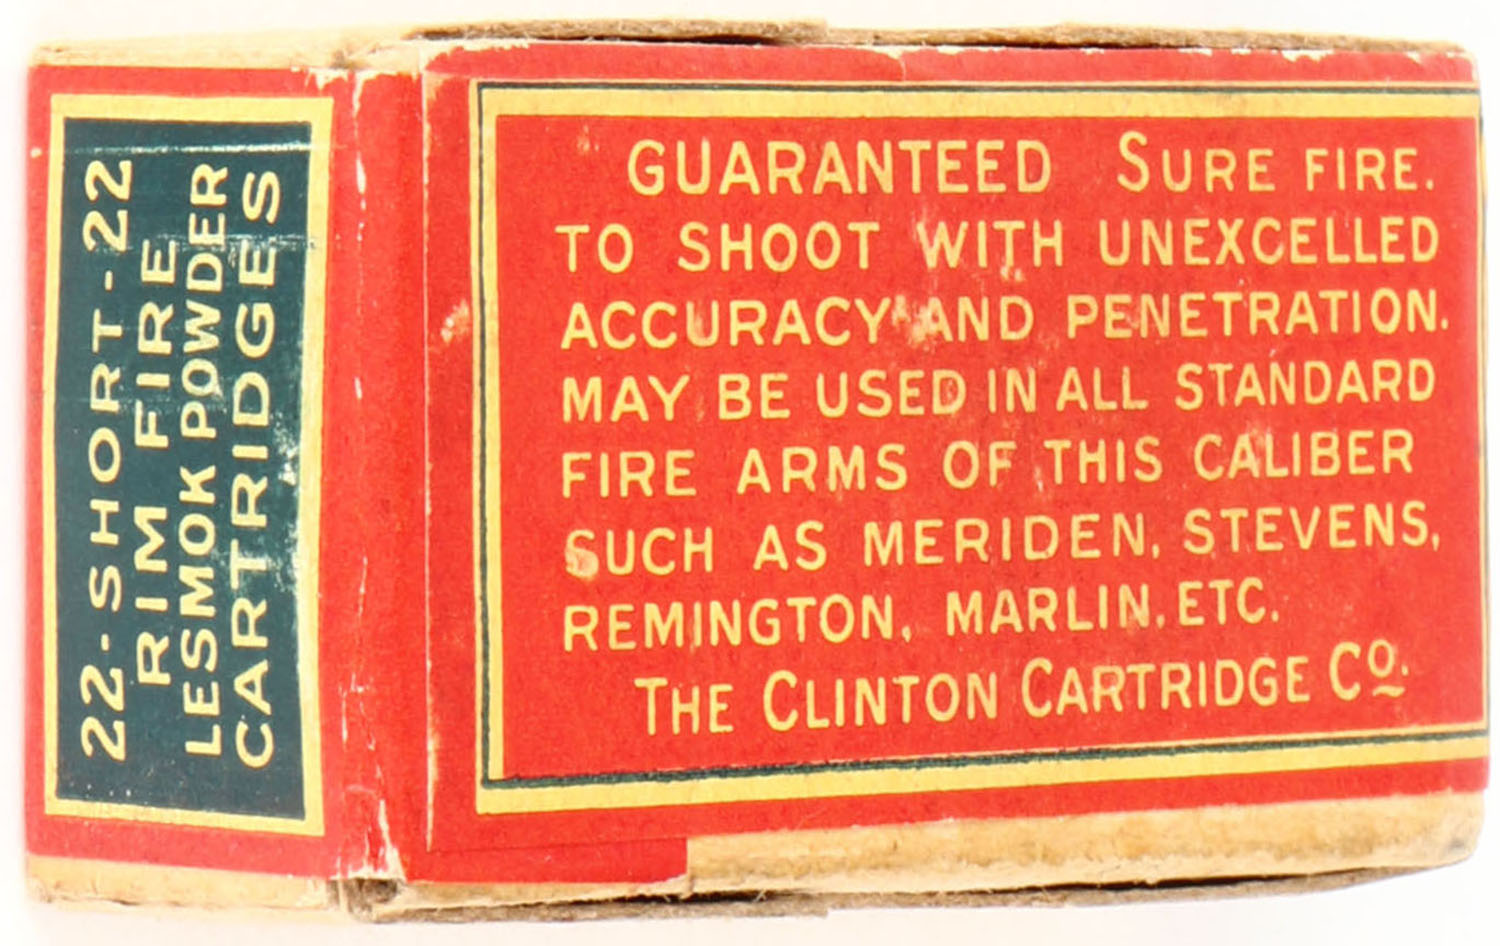 22-SHORT-22
RIM FIRE
LESMOK POWDER
CARTRIDGES
GUARANTEED SURE FIRE.
TO SHOOT WITH UNEXCELLED
ACCURACY AND PENETRATION.
MAY BE USED IN ALL STANDARD
FIRE ARMS OF THIS CALIBER
SUCH AS MERIDEN, STEVENS,
REMINGTON, MARLIN, ETC.
THE CLINTON CARTRIDGE CO.